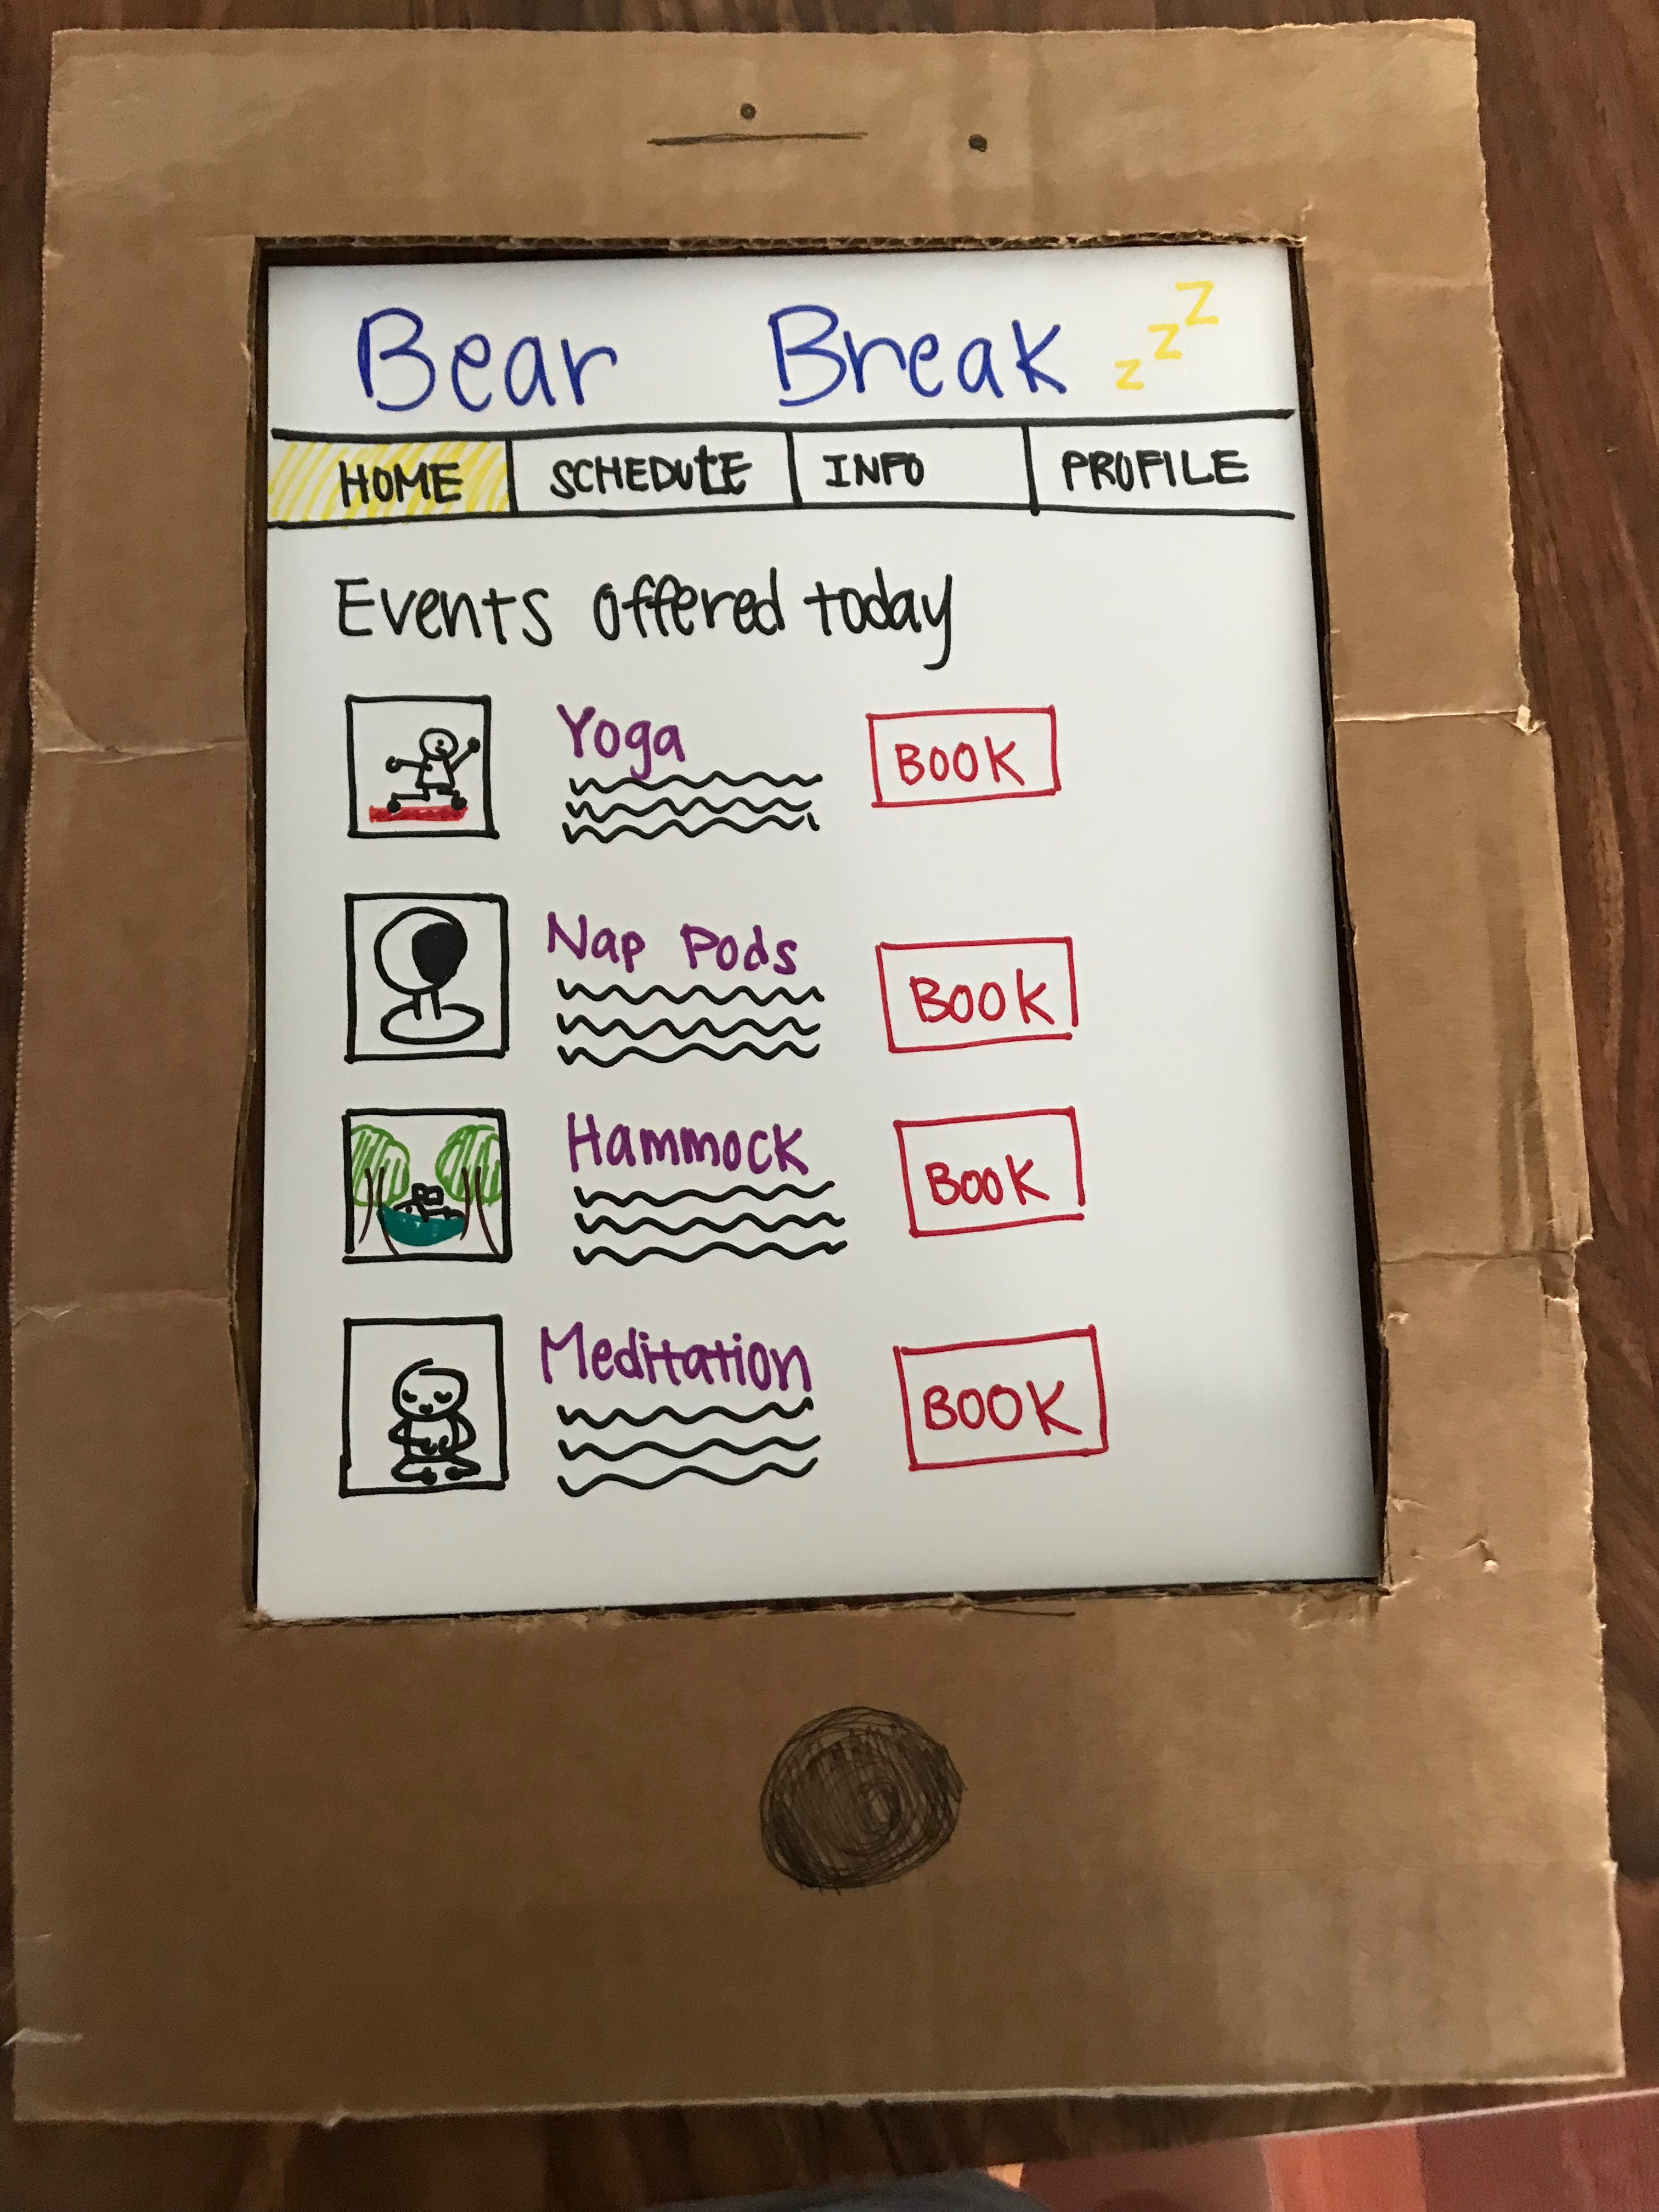 Bear Break zzZ
HOME SCHEDULE INFO PROFILE
Events offered today
Yoga BOOK
Nap Pods BOOK
Hammock BOOK
Meditation BOOK